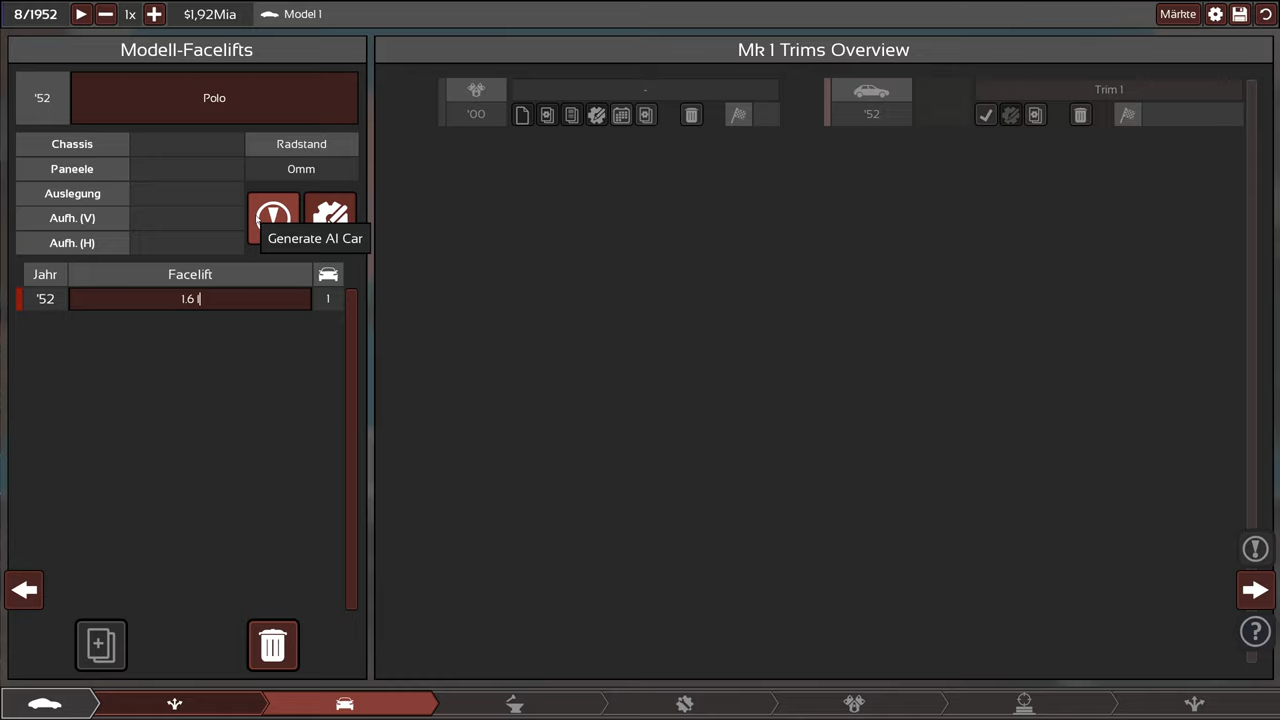 8/1952
1x
$1,92Mia
Model 1
Märkte
Modell-Facelifts
'52
Polo
Chassis
Radstand
Paneele
0mm
Auslegung
Aufh. (V)
Aufh. (H)
Generate AI Car
Jahr
Facelift
'52
1.6 l
1
Mk 1 Trims Overview
-
'00
Trim 1
'52